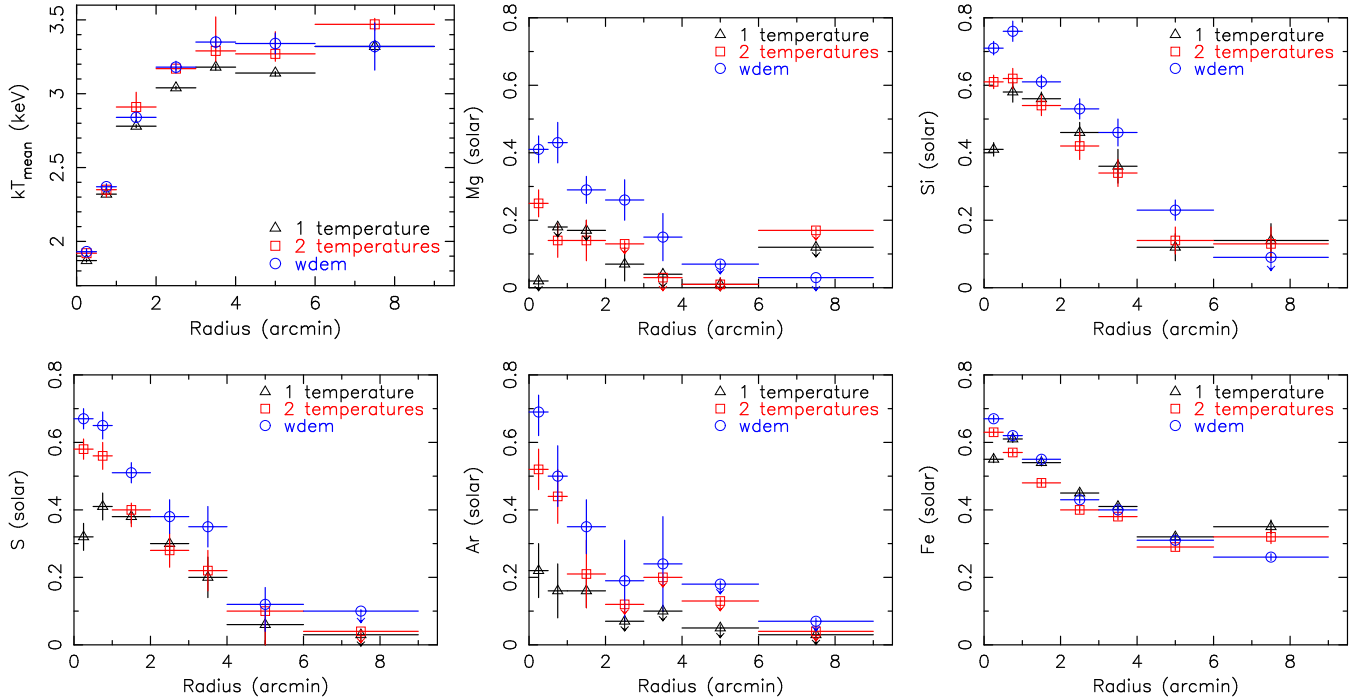 3.5
3
2.5
2
kT_mean (keV)
△ 1 temperature
□ 2 temperatures
○ wdem
0 2 4 6 8
Radius (arcmin)
0.8
0.6
0.4
0.2
0
Mg (solar)
△ 1 temperature
□ 2 temperatures
○ wdem
0 2 4 6 8
Radius (arcmin)
0.8
0.6
0.4
0.2
0
Si (solar)
△ 1 temperature
□ 2 temperatures
○ wdem
0 2 4 6 8
Radius (arcmin)
0.8
0.6
0.4
0.2
0
S (solar)
△ 1 temperature
□ 2 temperatures
○ wdem
0 2 4 6 8
Radius (arcmin)
0.8
0.6
0.4
0.2
0
Ar (solar)
△ 1 temperature
□ 2 temperatures
○ wdem
0 2 4 6 8
Radius (arcmin)
0.8
0.6
0.4
0.2
0
Fe (solar)
△ 1 temperature
□ 2 temperatures
○ wdem
0 2 4 6 8
Radius (arcmin)